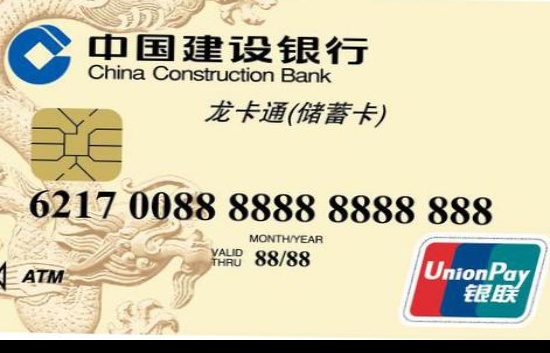 中国建设银行
China Construction Bank
龙卡通(储蓄卡)
6217 0088 8888 8888 888
MONTH/YEAR
VALID THRU 88/88
ATM
UnionPay
银联